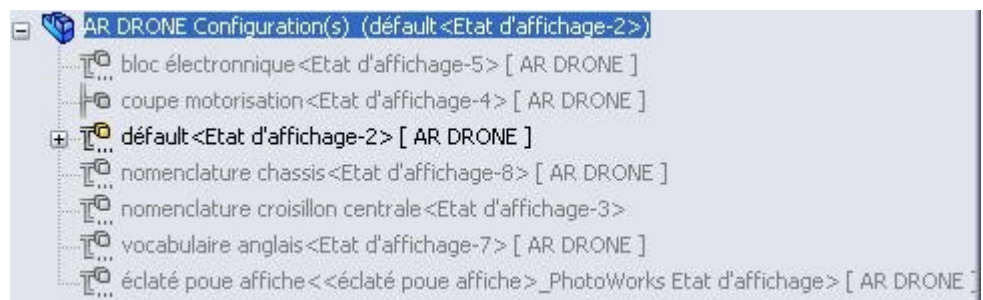 AR DRONE Configuration(s) (défault<Etat d'affichage-2>)
bloc électronnique<Etat d'affichage-5> [ AR DRONE ]
coupe motorisation<Etat d'affichage-4> [ AR DRONE ]
défault<Etat d'affichage-2> [ AR DRONE ]
nomenclature chassis<Etat d'affichage-8> [ AR DRONE ]
nomenclature croisillon centrale<Etat d'affichage-3>
vocabulaire anglais<Etat d'affichage-7> [ AR DRONE ]
éclaté poue affiche<<éclaté poue affiche>_PhotoWorks Etat d'affichage> [ AR DRONE ]